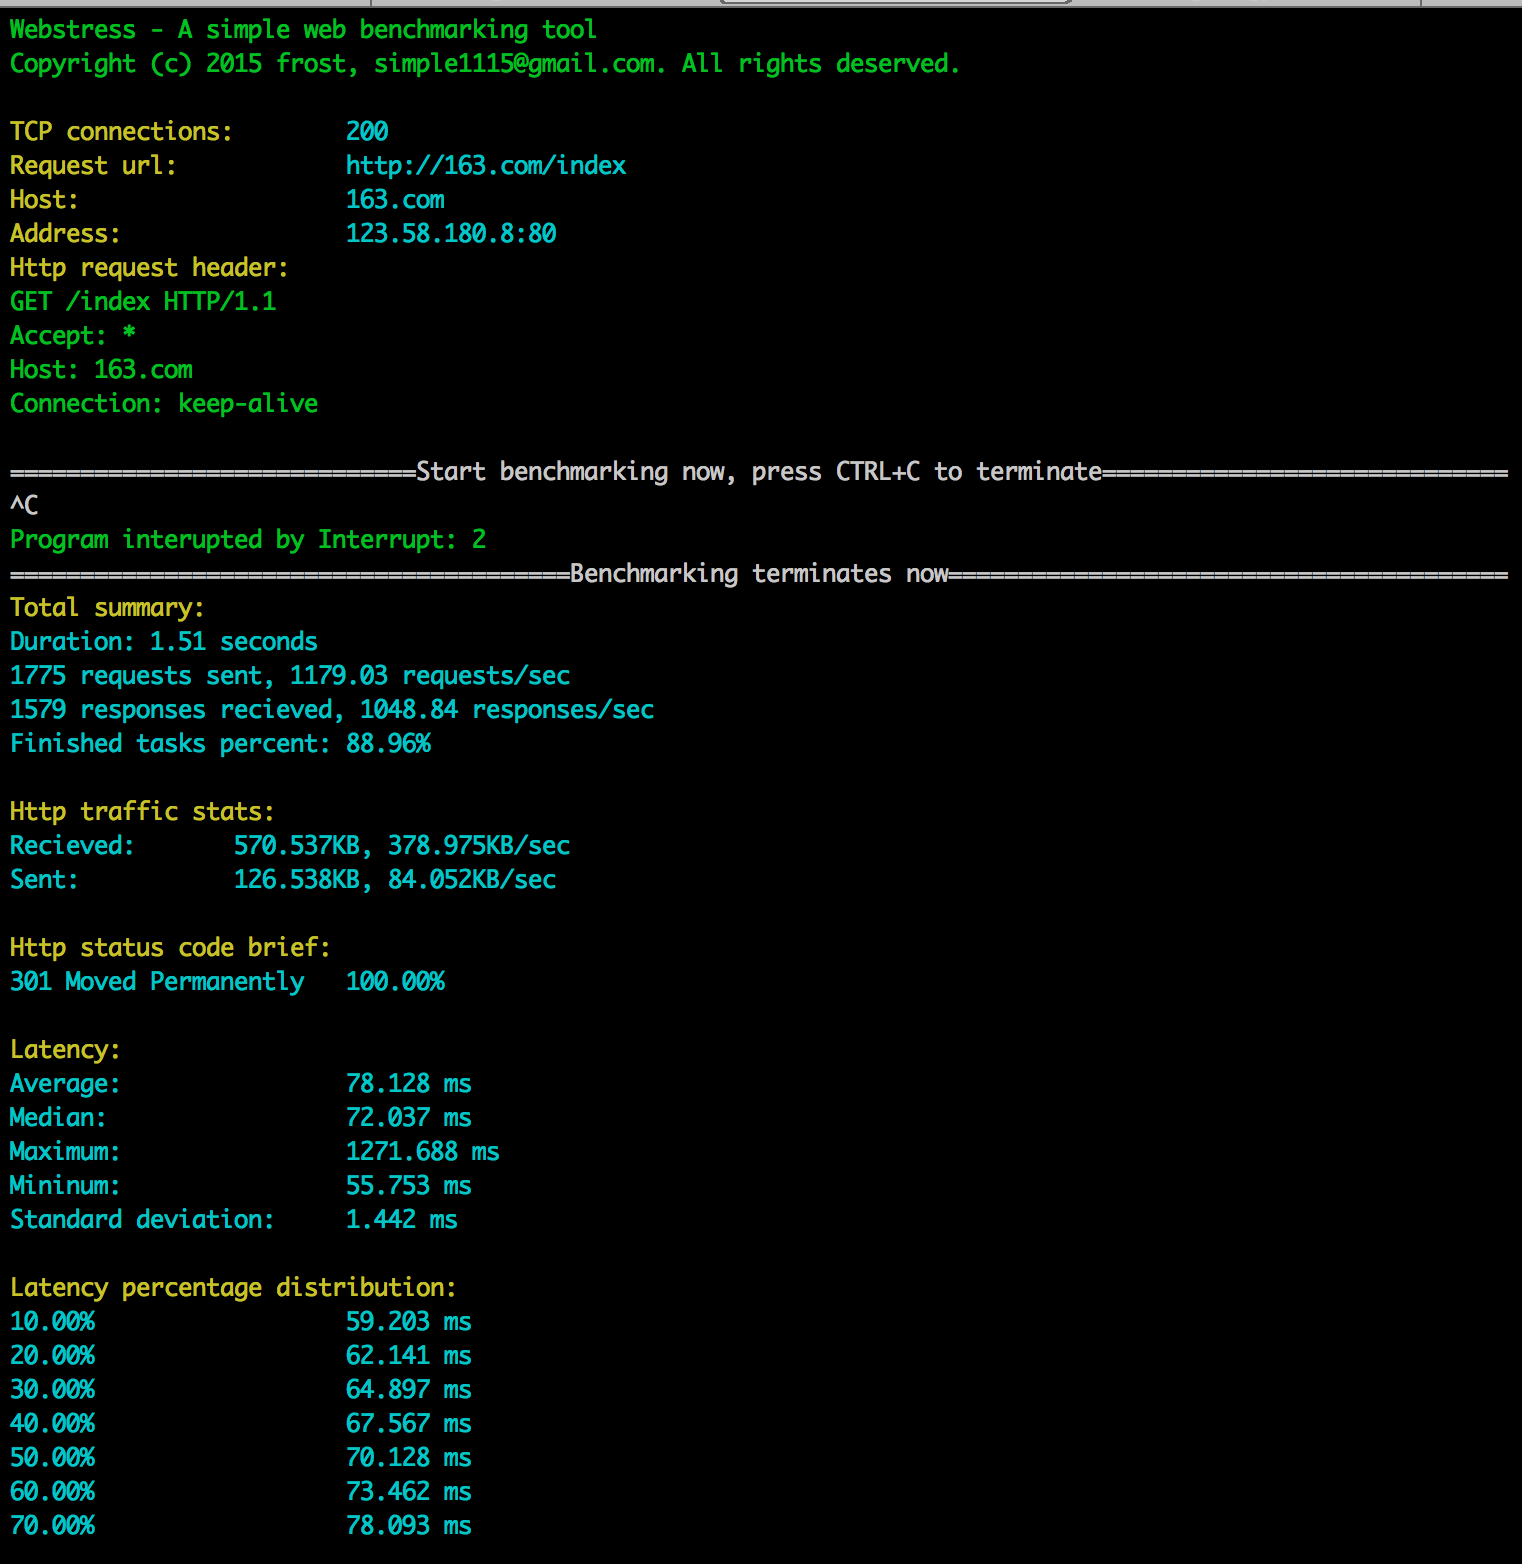 Webstress - A simple web benchmarking tool
Copyright (c) 2015 frost, simple1115@gmail.com. All rights deserved.
TCP connections: 200
Request url: http://163.com/index
Host: 163.com
Address: 123.58.180.8:80
Http request header:
GET /index HTTP/1.1
Accept: *
Host: 163.com
Connection: keep-alive
=============================Start benchmarking now, press CTRL+C to terminate=============================
^C
Program interupted by Interrupt: 2
========================================Benchmarking terminates now========================================
Total summary:
Duration: 1.51 seconds
1775 requests sent, 1179.03 requests/sec
1579 responses recieved, 1048.84 responses/sec
Finished tasks percent: 88.96%
Http traffic stats:
Recieved: 570.537KB, 378.975KB/sec
Sent: 126.538KB, 84.052KB/sec
Http status code brief:
301 Moved Permanently 100.00%
Latency:
Average: 78.128 ms
Median: 72.037 ms
Maximum: 1271.688 ms
Mininum: 55.753 ms
Standard deviation: 1.442 ms
Latency percentage distribution:
10.00% 59.203 ms
20.00% 62.141 ms
30.00% 64.897 ms
40.00% 67.567 ms
50.00% 70.128 ms
60.00% 73.462 ms
70.00% 78.093 ms